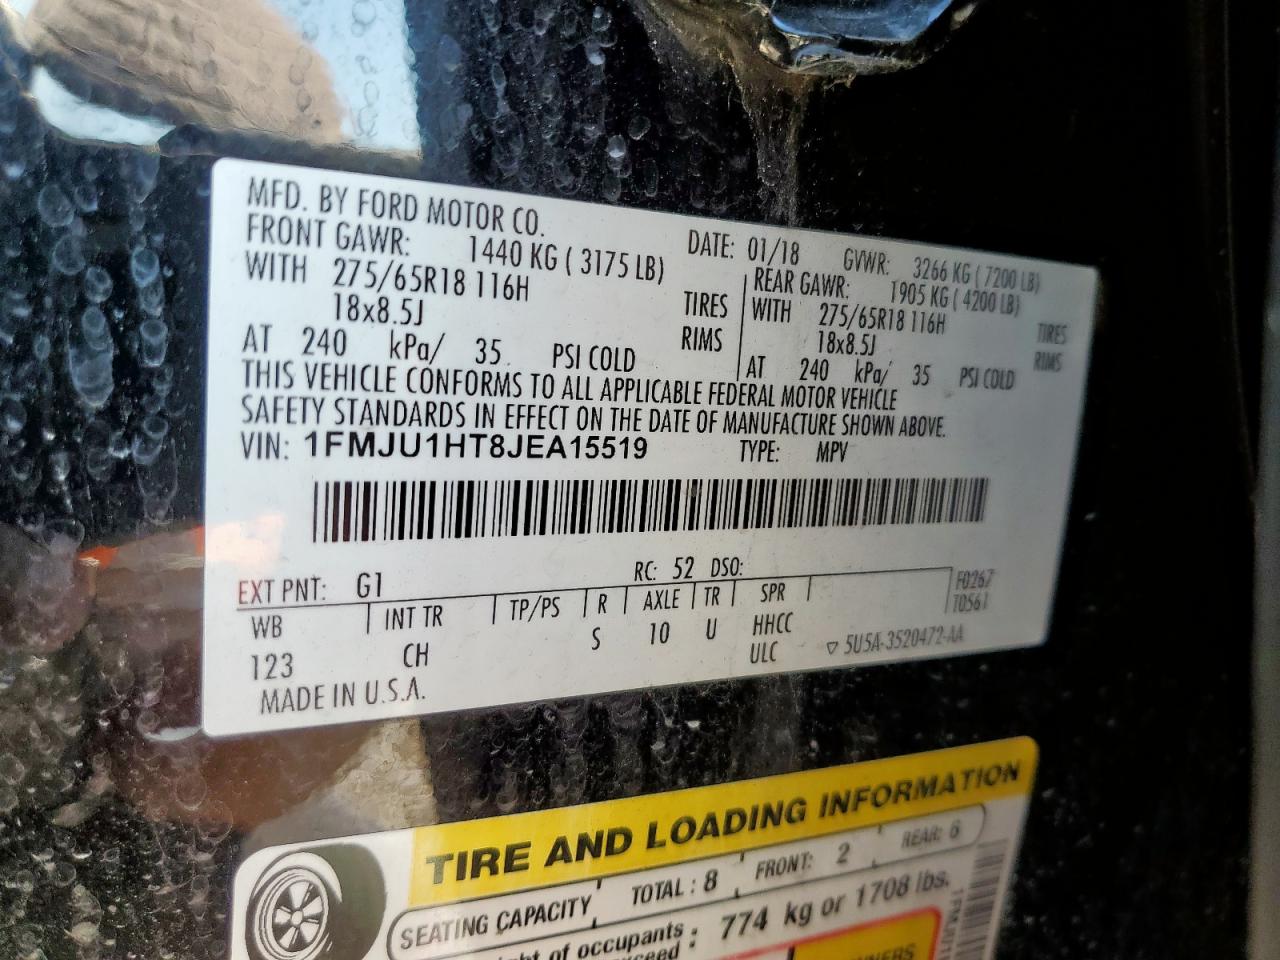 MFD. BY FORD MOTOR CO.
DATE: 01/18 GVWR: 3266 KG ( 7200 LB)
FRONT GAWR: 1440 KG ( 3175 LB) REAR GAWR: 1905 KG ( 4200 LB)
WITH 275/65R18 116H TIRES WITH 275/65R18 116H TIRES
18x8.5J RIMS 18x8.5J RIMS
AT 240 kPa/ 35 PSI COLD AT 240 kPa/ 35 PSI COLD
THIS VEHICLE CONFORMS TO ALL APPLICABLE FEDERAL MOTOR VEHICLE
SAFETY STANDARDS IN EFFECT ON THE DATE OF MANUFACTURE SHOWN ABOVE.
VIN: 1FMJU1HT8JEA15519 TYPE: MPV
EXT PNT: G1 RC: 52 DSO: F0267
WB INT TR TP/PS R AXLE TR SPR T0561
123 CH S 10 U HHCC
ULC ▽ 5U5A-3520472-AA
MADE IN U.S.A.
TIRE AND LOADING INFORMATION
SEATING CAPACITY TOTAL : 8 FRONT: 2 REAR: 6
of occupants : 774 kg or 1708 lbs.